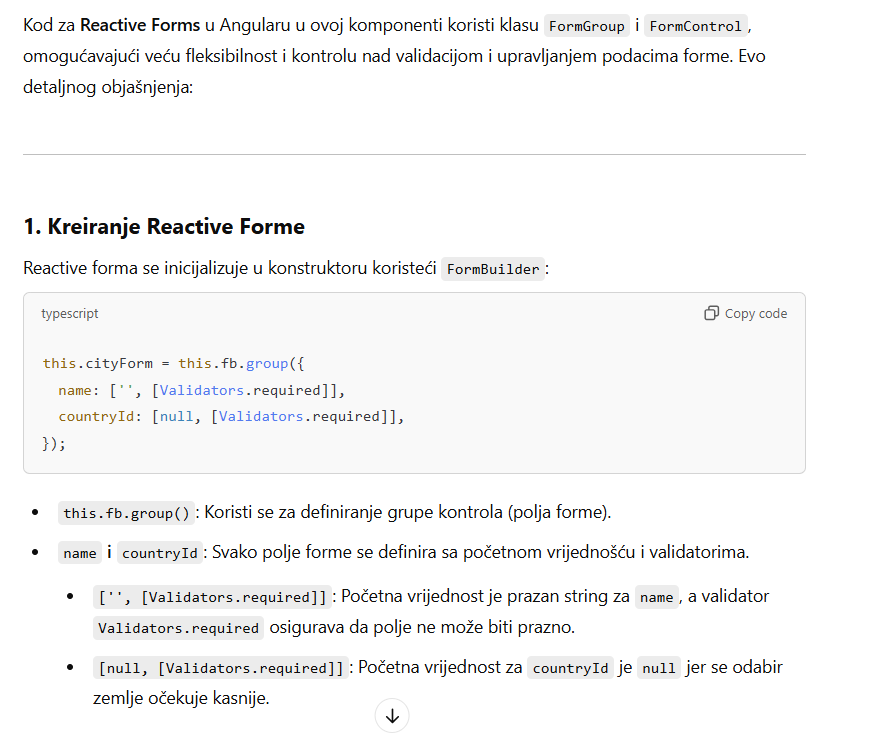 Kod za Reactive Forms u Angularu u ovoj komponenti koristi klasu FormGroup i FormControl,
omogućavajući veću fleksibilnost i kontrolu nad validacijom i upravljanjem podacima forme. Evo
detaljnog objašnjenja:
1. Kreiranje Reactive Forme
Reactive forma se inicijalizuje u konstruktoru koristeći FormBuilder:
typescript
Copy code
this.cityForm = this.fb.group({
  name: ['', [Validators.required]],
  countryId: [null, [Validators.required]],
});
• this.fb.group(): Koristi se za definiranje grupe kontrola (polja forme).
• name i countryId: Svako polje forme se definira sa početnom vrijednošću i validatorima.
• ['', [Validators.required]]: Početna vrijednost je prazan string za name, a validator
Validators.required osigurava da polje ne može biti prazno.
• [null, [Validators.required]]: Početna vrijednost za countryId je null jer se odabir
zemlje očekuje kasnije.